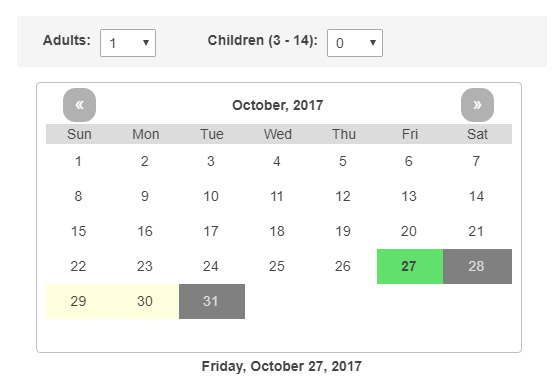 Adults: 1 Children (3 - 14): 0
« October, 2017 »
Sun Mon Tue Wed Thu Fri Sat
1 2 3 4 5 6 7
8 9 10 11 12 13 14
15 16 17 18 19 20 21
22 23 24 25 26 27 28
29 30 31
Friday, October 27, 2017